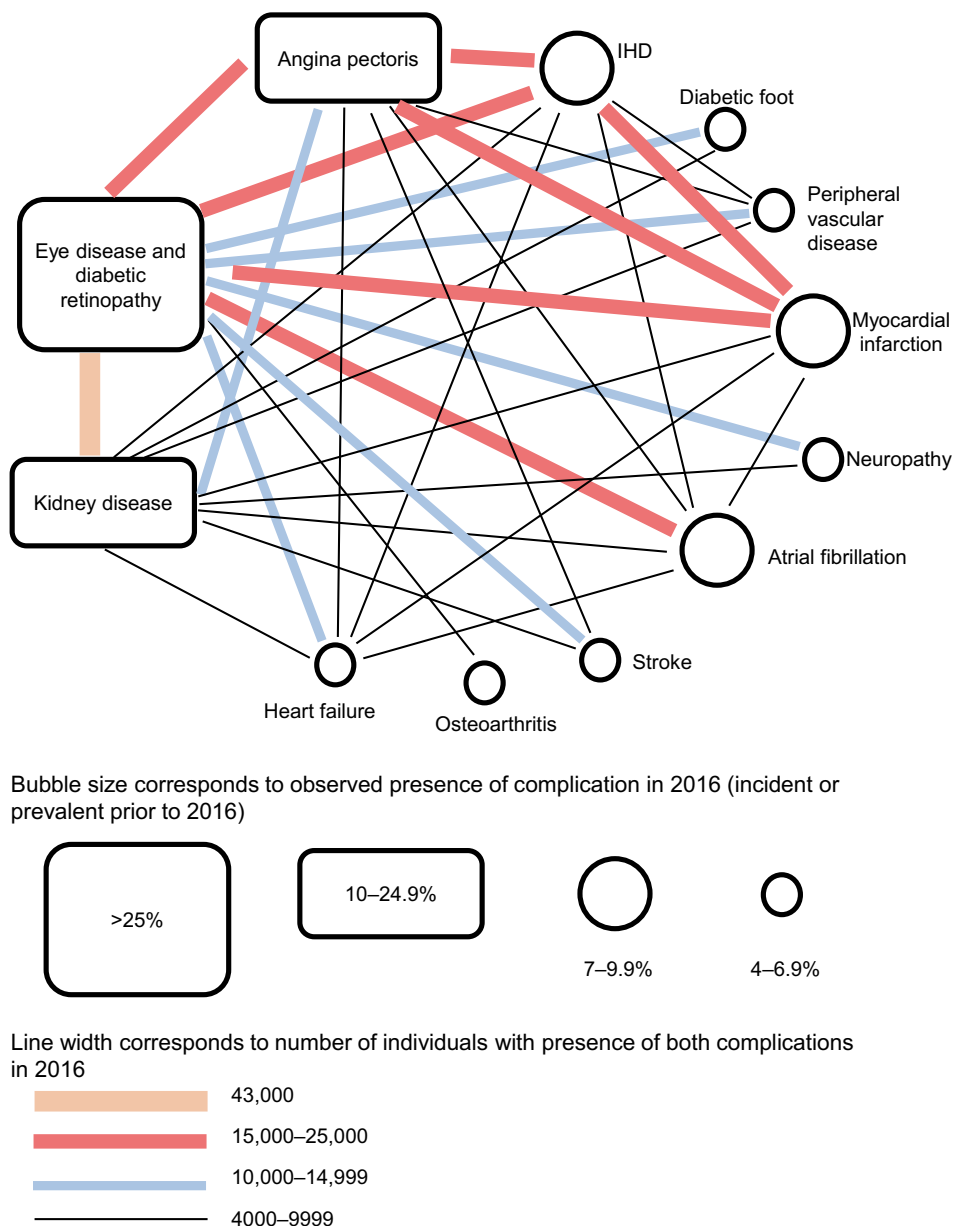 Angina pectoris
IHD
Diabetic foot
Peripheral
vascular
disease
Eye disease and
diabetic
retinopathy
Myocardial
infarction
Neuropathy
Kidney disease
Atrial fibrillation
Stroke
Heart failure
Osteoarthritis
Bubble size corresponds to observed presence of complication in 2016 (incident or
prevalent prior to 2016)
>25%
10–24.9%
7–9.9%
4–6.9%
Line width corresponds to number of individuals with presence of both complications
in 2016
43,000
15,000–25,000
10,000–14,999
4000–9999